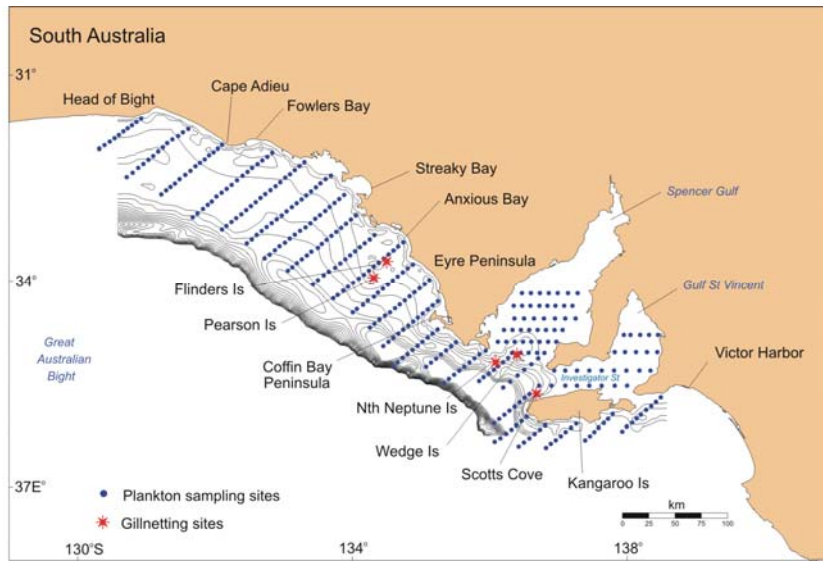 South Australia
31°
Cape Adieu
Head of Bight
Fowlers Bay
Streaky Bay
Spencer Gulf
Anxious Bay
Eyre Peninsula
34°
Flinders Is
Gulf St Vincent
Pearson Is
Great
Australian
Bight
Victor Harbor
Coffin Bay
Peninsula
Investigator St
Nth Neptune Is
Wedge Is
Scotts Cove
Kangaroo Is
37E°
Plankton sampling sites
Gillnetting sites
km
0 25 50 75 100
130°S
134°
138°